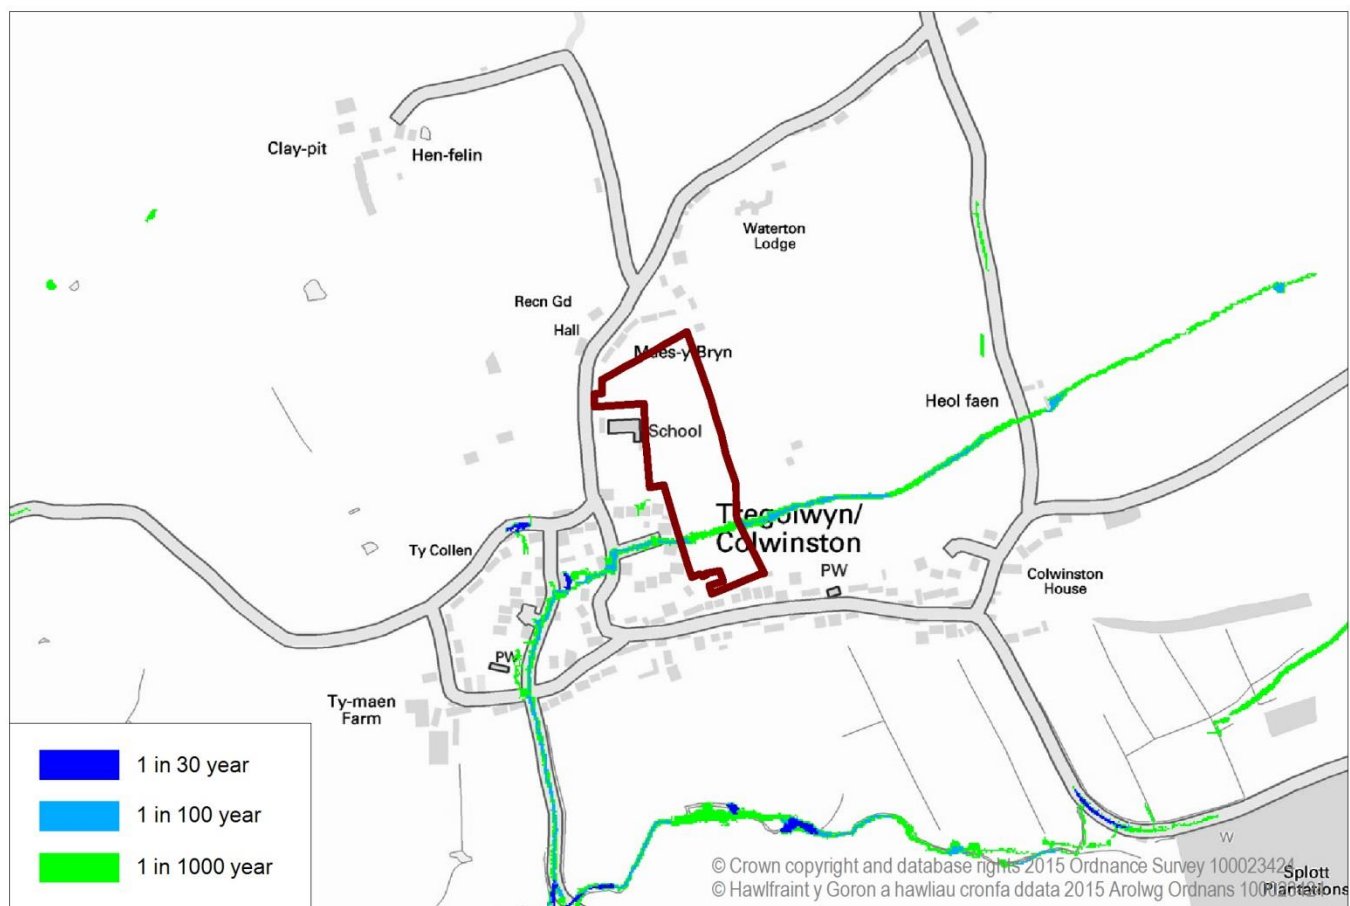 Clay-pit
Hen-felin
Waterton
Lodge
Recn Gd
Hall
Maes-y-Bryn
Heol faen
School
Tregolwyn/
Colwinston
Ty Collen
PW
Colwinston
House
PW
Ty-maen
Farm
1 in 30 year
1 in 100 year
1 in 1000 year
W
© Crown copyright and database rights 2015 Ordnance Survey 100023424
© Hawlfraint y Goron a hawliau cronfa ddata 2015 Arolwg Ordnans 100023424
Splott
Plantations